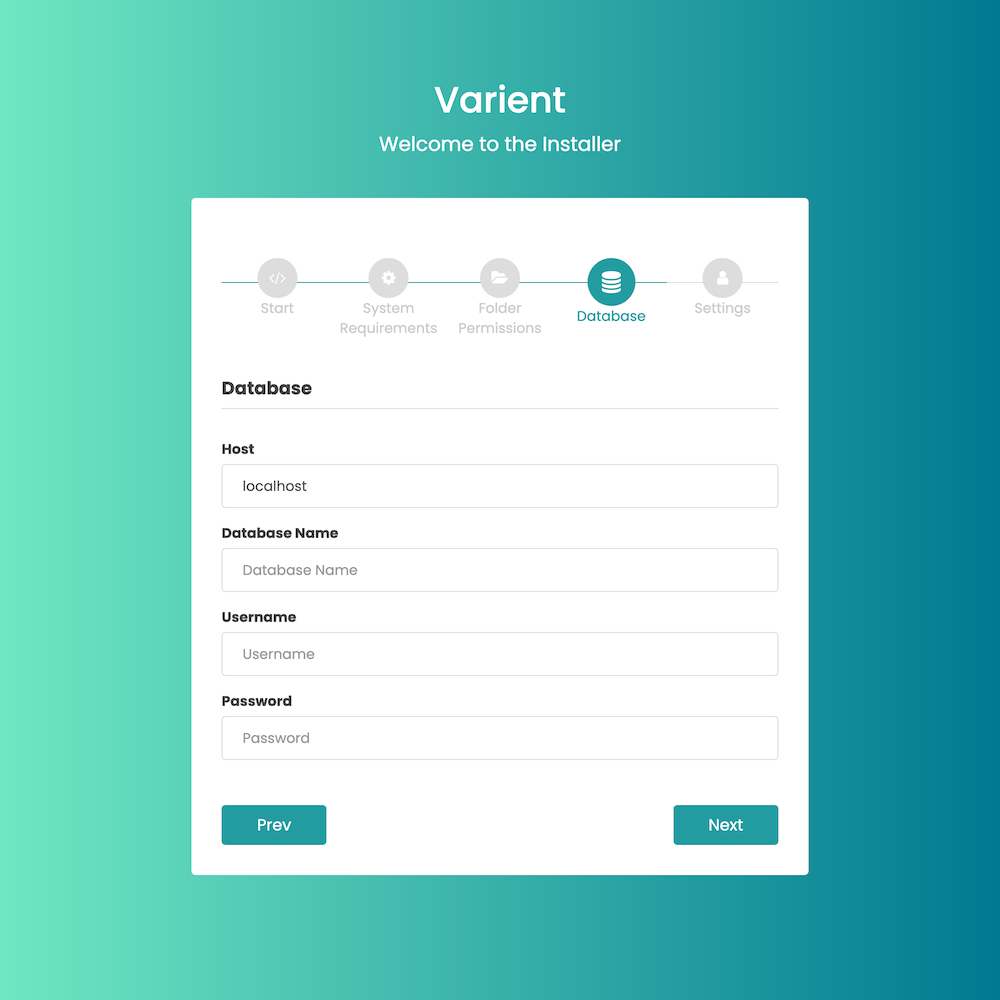 Varient
Welcome to the Installer
Start
System
Requirements
Folder
Permissions
Database
Settings
Database
Host
localhost
Database Name
Database Name
Username
Username
Password
Password
Prev
Next